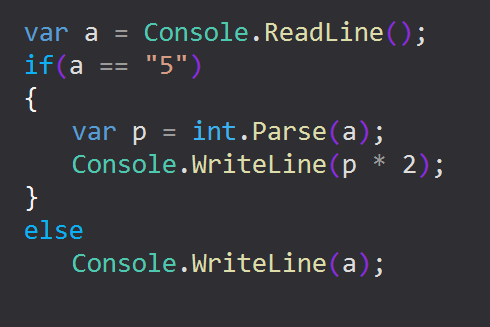 var a = Console.ReadLine();
if(a == "5")
{
    var p = int.Parse(a);
    Console.WriteLine(p * 2);
}
else
    Console.WriteLine(a);